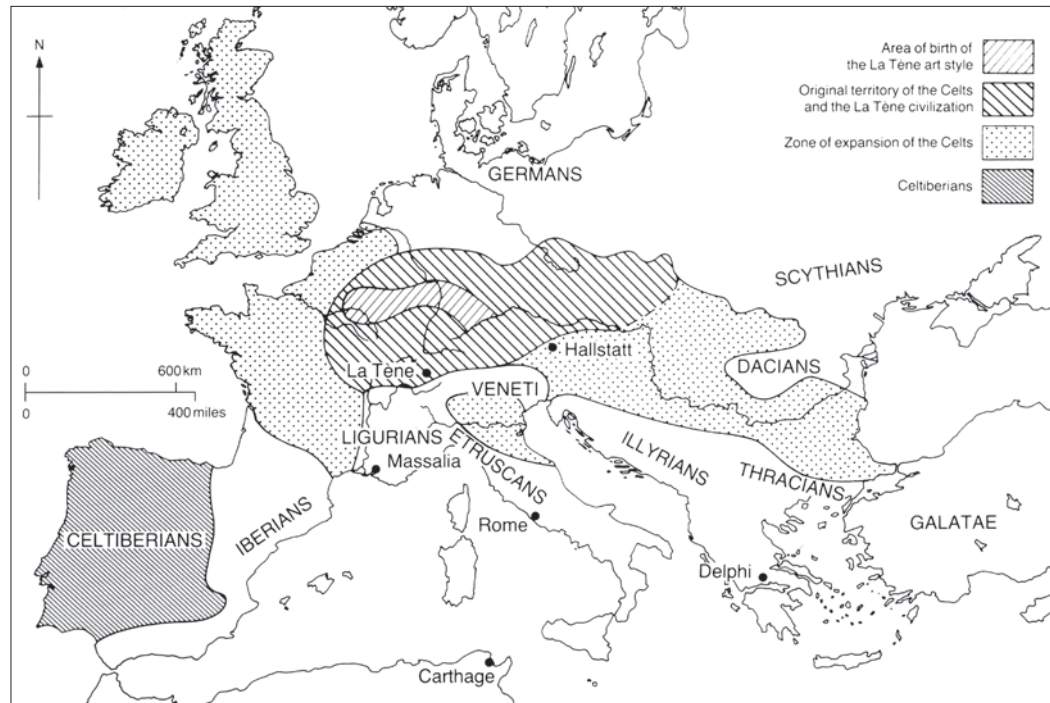 N
Area of birth of
the La Tène art style
Original territory of the Celts
and the La Tène civilization
Zone of expansion of the Celts
Celtiberians
GERMANS
SCYTHIANS
Hallstatt
0 600 km
0 400 miles
La Tène
DACIANS
VENETI
LIGURIANS
ETRUSCANS
ILLYRIANS
Massalia
THRACIANS
IBERIANS
CELTIBERIANS
Rome
GALATAE
Delphi
Carthage